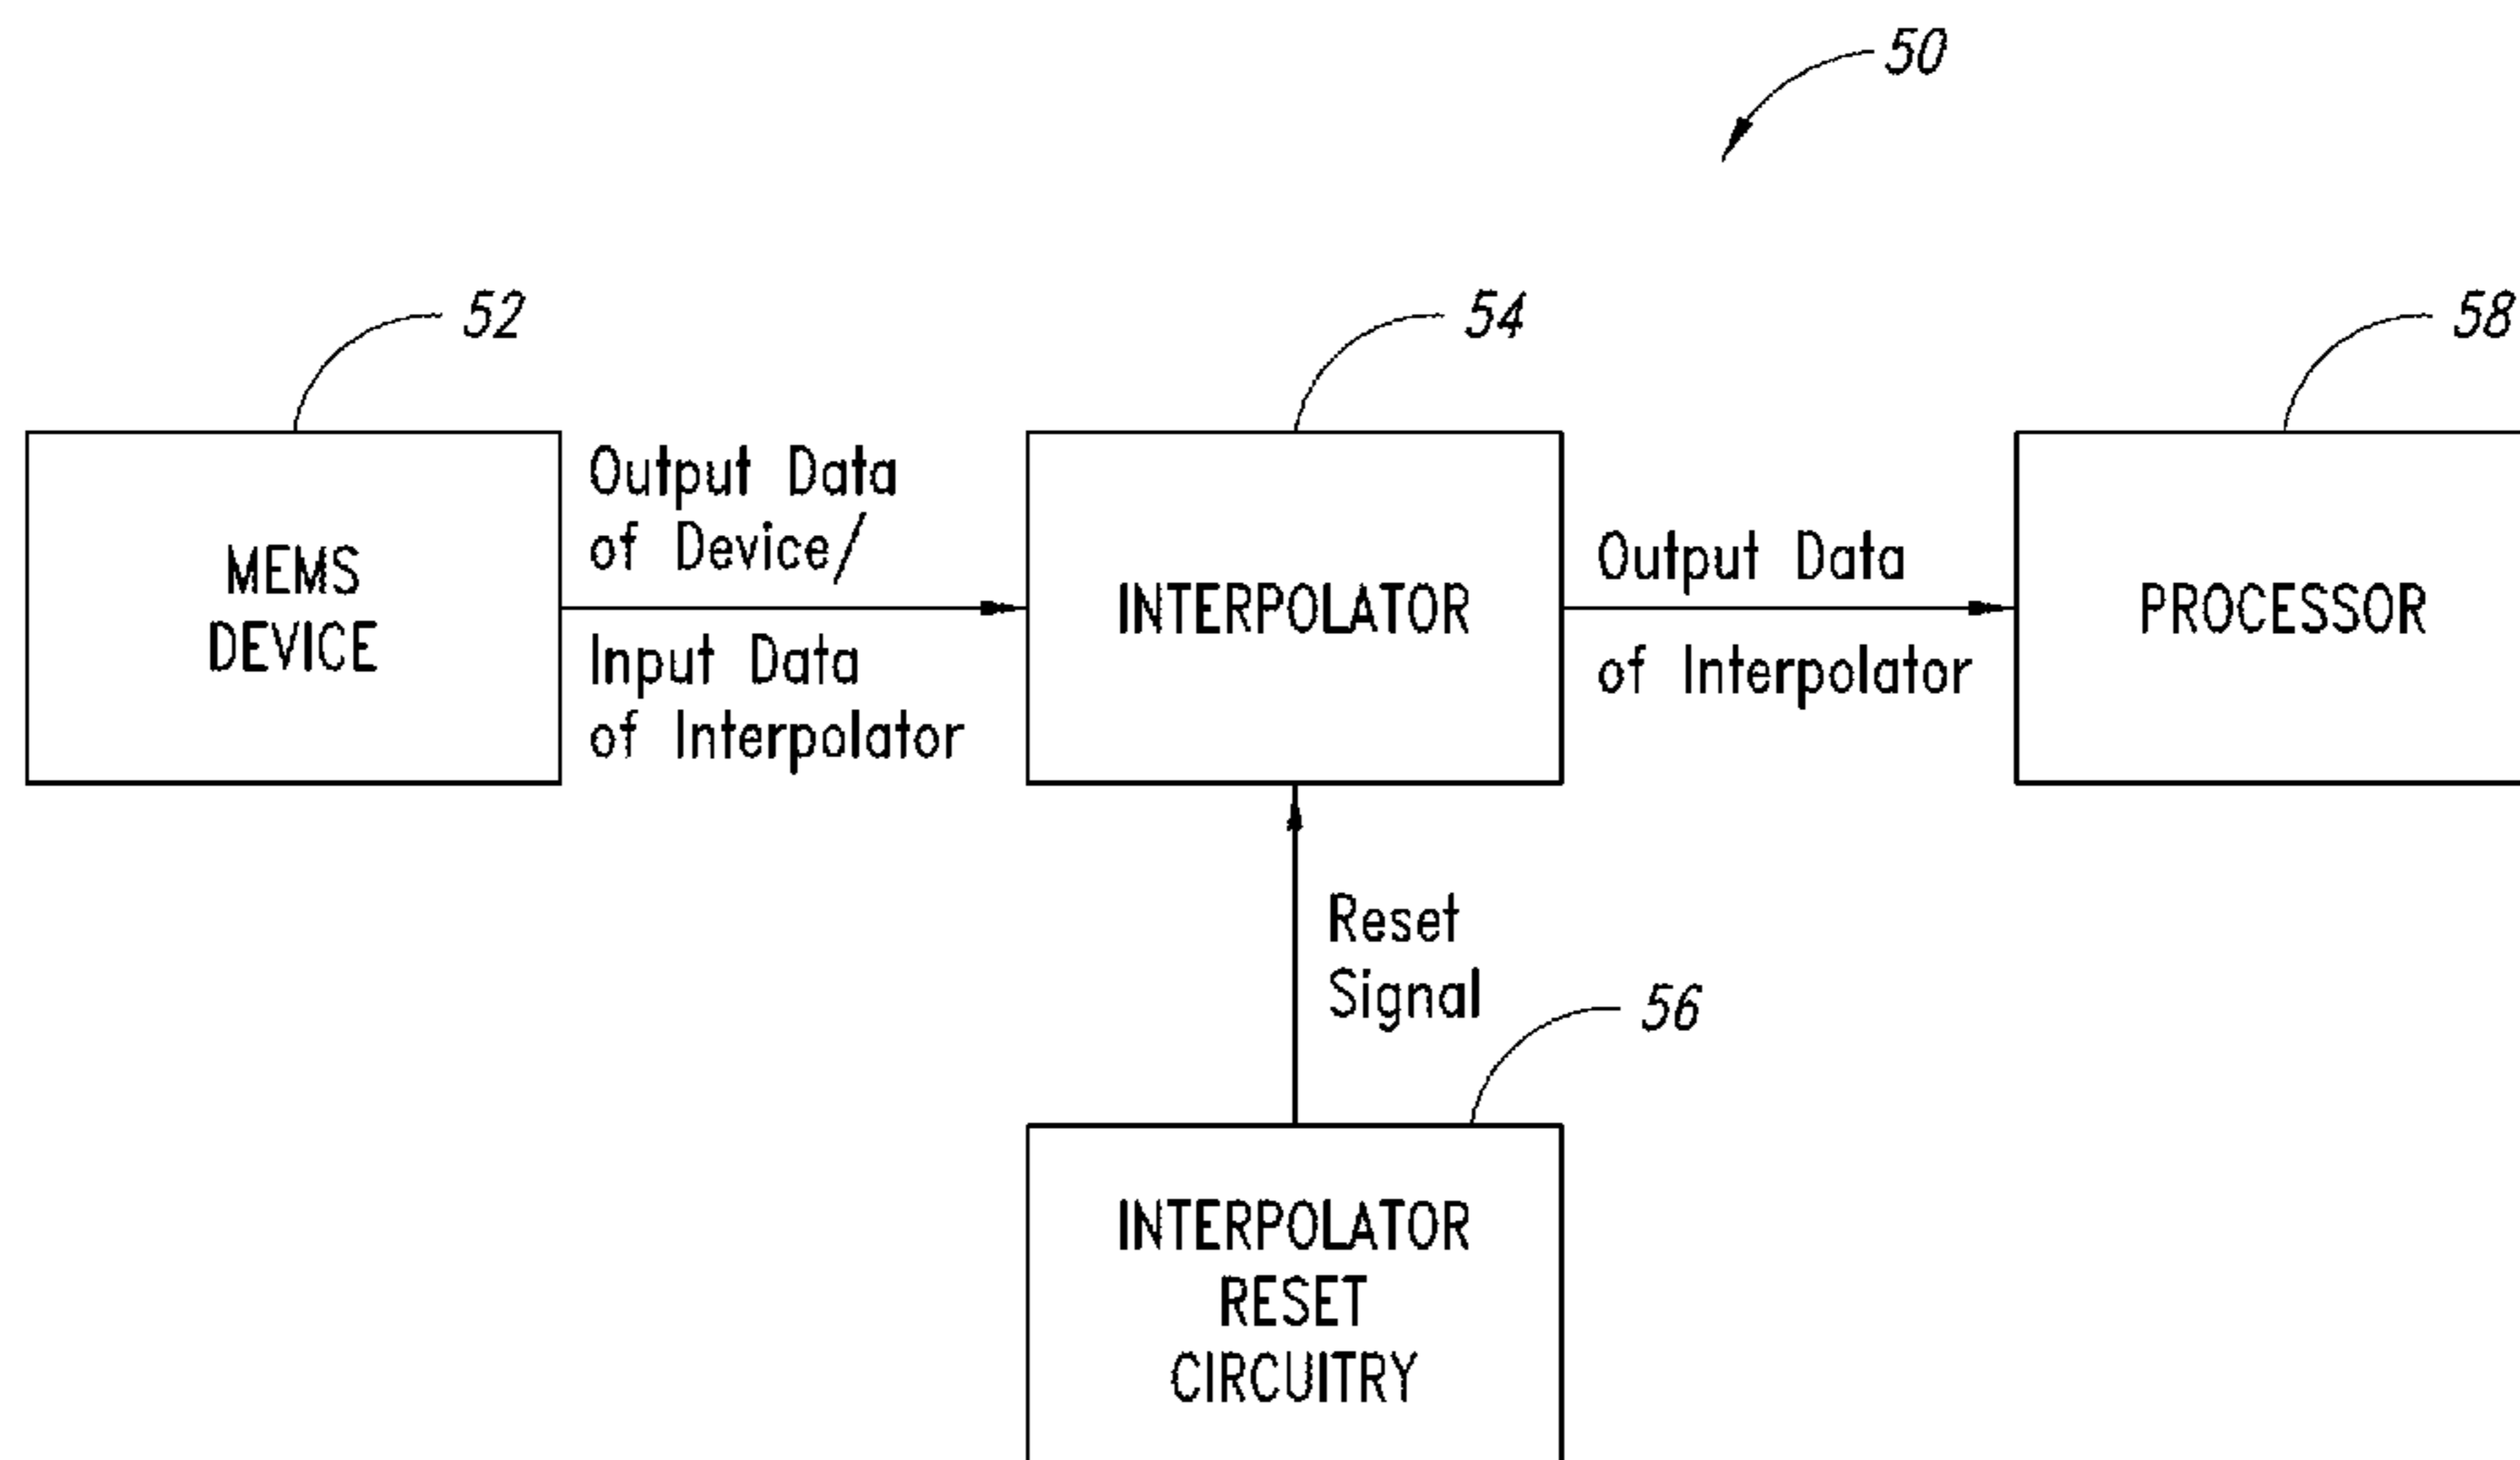 50
52
54
58
MEMS
DEVICE
Output Data
of Device/
Input Data
of Interpolator
INTERPOLATOR
Output Data
of Interpolator
PROCESSOR
Reset
Signal
56
INTERPOLATOR
RESET
CIRCUITRY